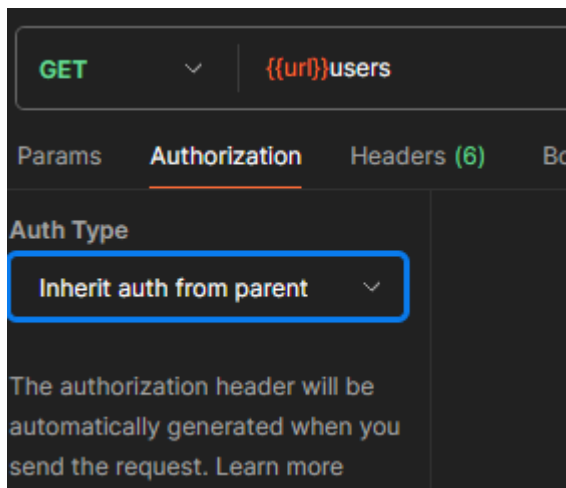 GET {{url}}users
Params Authorization Headers (6)
Auth Type
Inherit auth from parent
The authorization header will be
automatically generated when you
send the request. Learn more